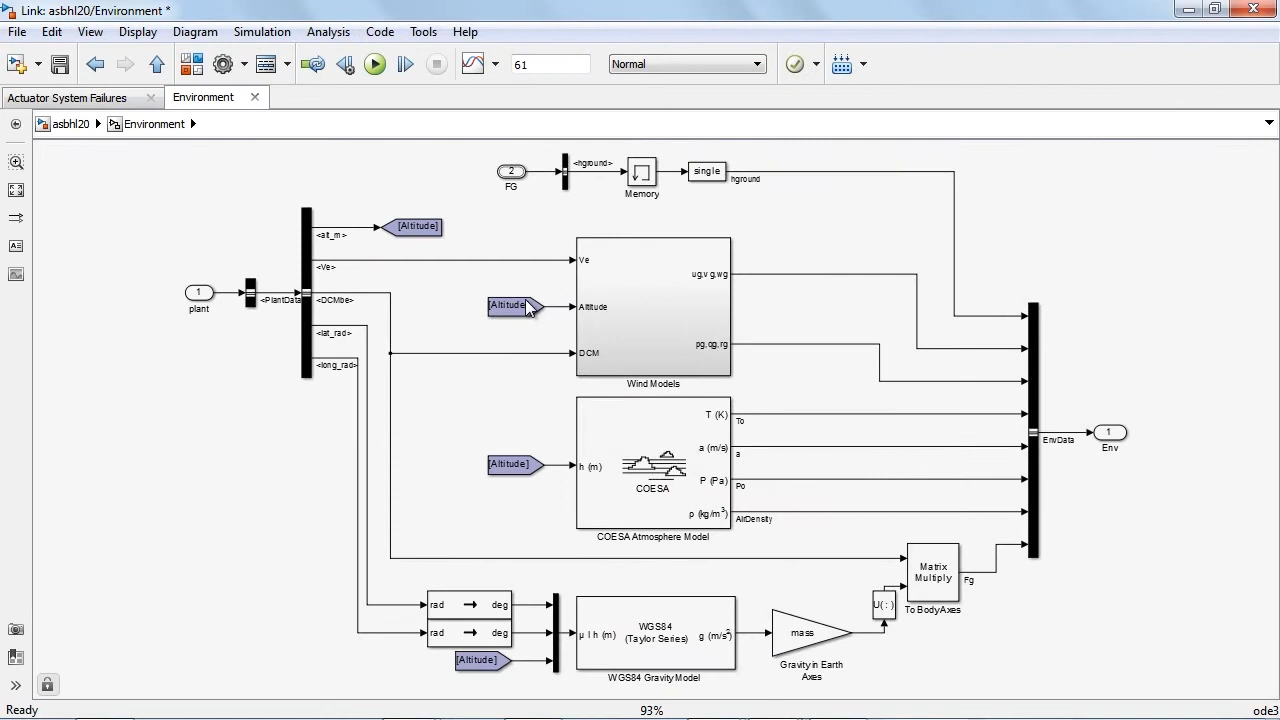 Link: asbhl20/Environment *
File Edit View Display Diagram Simulation Analysis Code Tools Help
61
Normal
Actuator System Failures
Environment
asbhl20
Environment
2
FG
<hground>
Memory
single
hground
[Altitude]
<alt_m>
<Ve>
1
plant
<PlantData
<DCMbe>
<lat_rad>
<long_rad>
[Altitude
Ve
Altitude
DCM
ug,v g,wg
pg,qg,rg
Wind Models
[Altitude]
h (m)
COESA
T (K)
a (m/s)
P (Pa)
ρ (kg/m³)
COESA Atmosphere Model
To
a
Po
AirDensity
EnvData
1
Env
Matrix
Multiply
To BodyAxes
Fg
U( : )
rad → deg
rad → deg
[Altitude]
μ l h (m)
WGS84
(Taylor Series)
g (m/s²)
WGS84 Gravity Model
mass
Gravity in Earth
Axes
Ready
93%
ode3